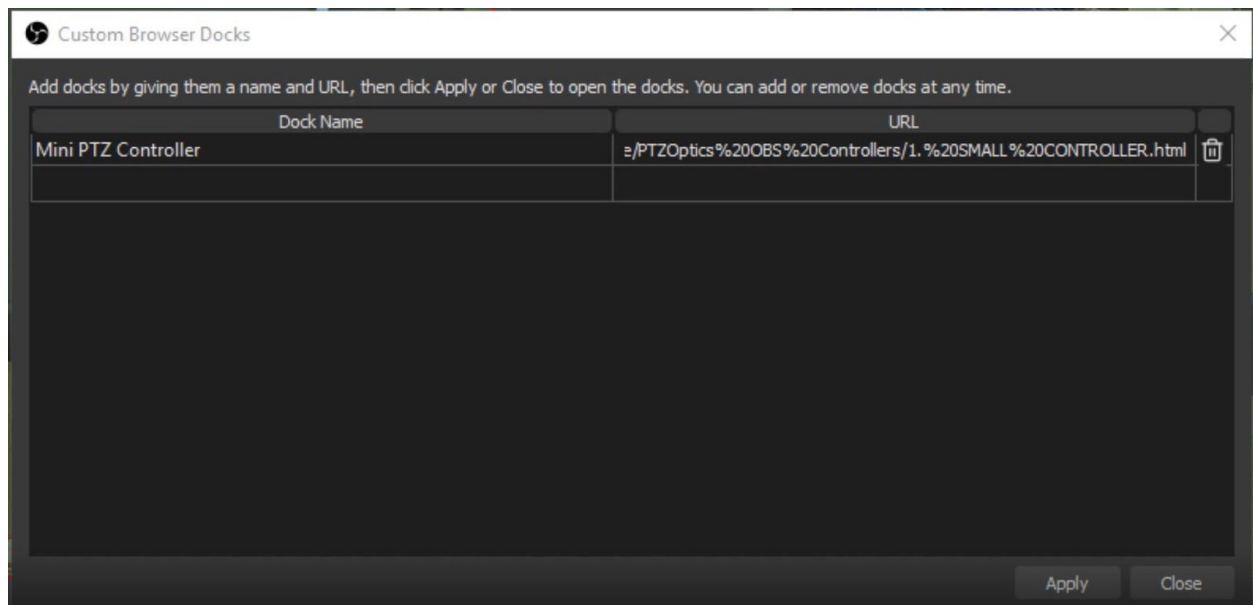 Custom Browser Docks
Add docks by giving them a name and URL, then click Apply or Close to open the docks. You can add or remove docks at any time.
Dock Name URL
Mini PTZ Controller e/PTZOptics%20OBS%20Controllers/1.%20SMALL%20CONTROLLER.html
Apply Close